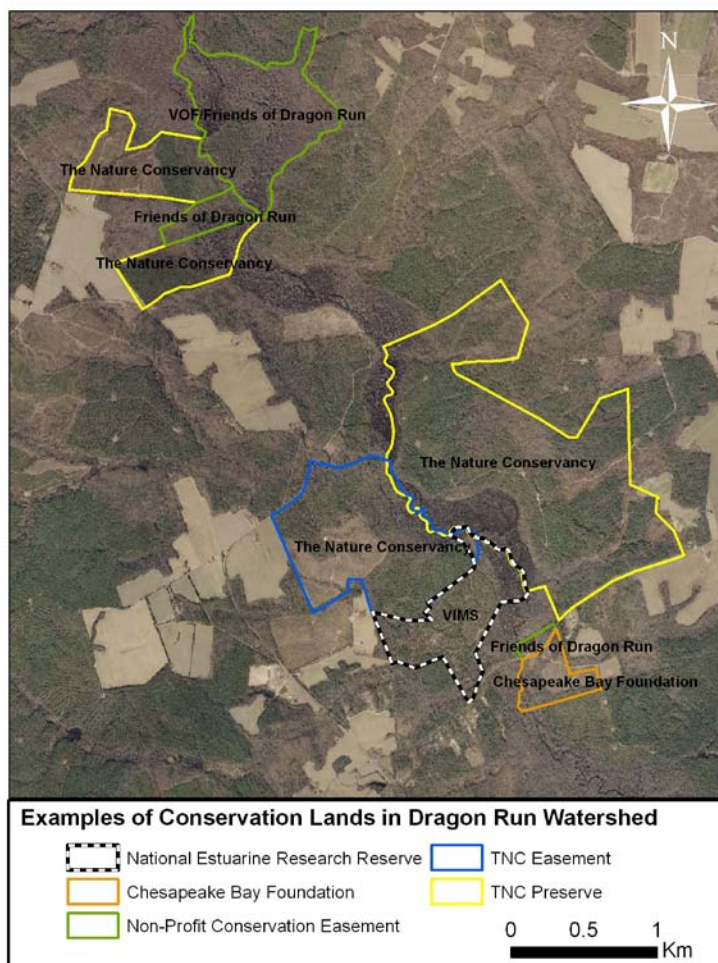 N
VOF/Friends of Dragon Run
The Nature Conservancy
Friends of Dragon Run
The Nature Conservancy
The Nature Conservancy
The Nature Conservancy
VIMS
Friends of Dragon Run
Chesapeake Bay Foundation
Examples of Conservation Lands in Dragon Run Watershed
National Estuarine Research Reserve
TNC Easement
Chesapeake Bay Foundation
TNC Preserve
Non-Profit Conservation Easement
0 0.5 1
Km